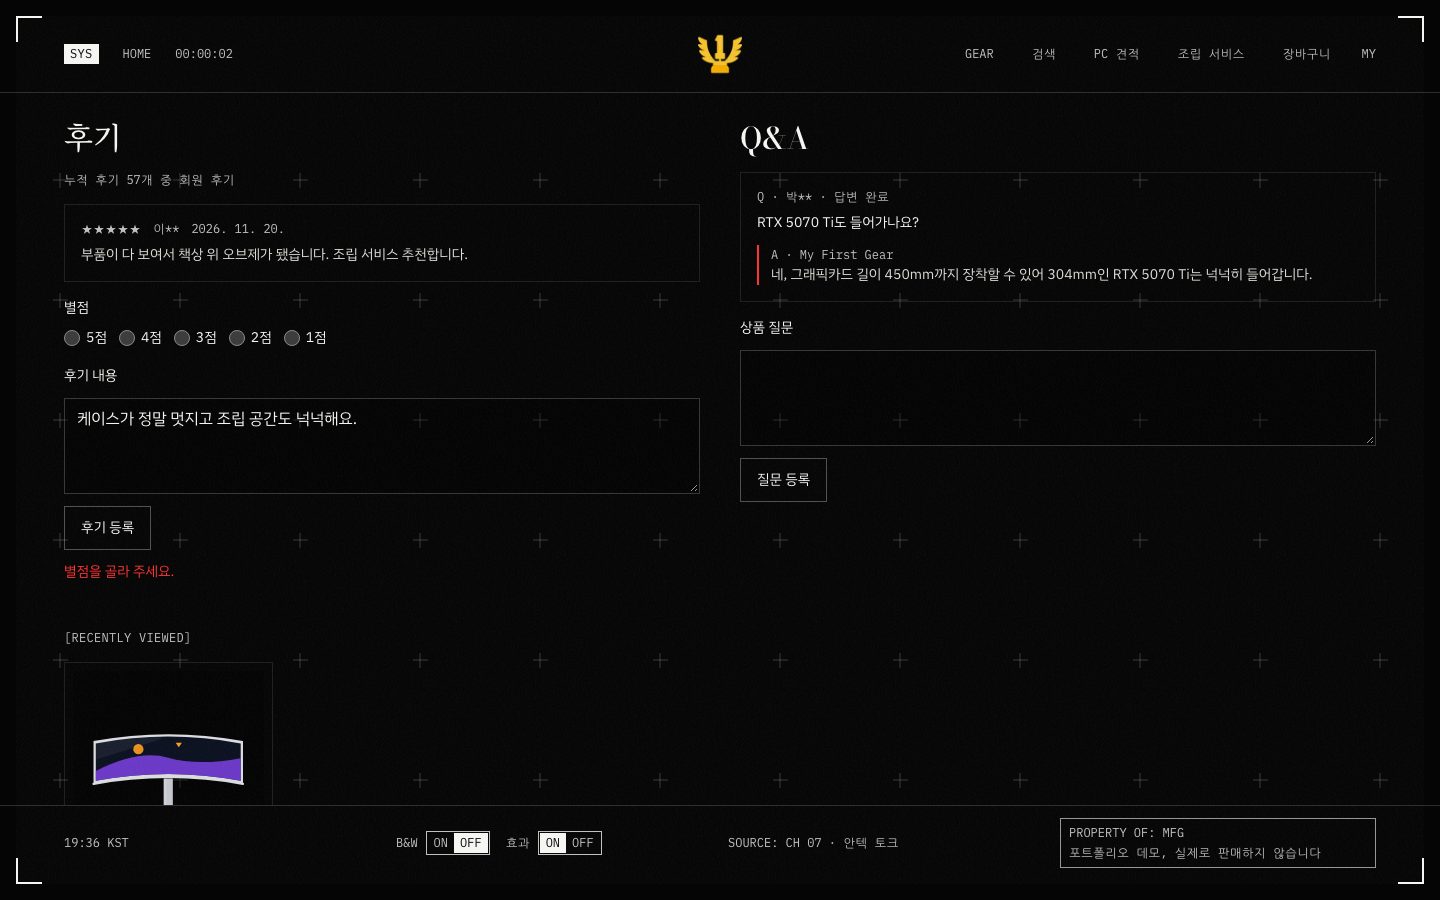 SYS HOME 00:00:02
GEAR 검색 PC 견적 조립 서비스 장바구니 MY
후기
누적 후기 57개 중 회원 후기
★★★★★ 이** 2026. 11. 20.
부품이 다 보여서 책상 위 오브제가 됐습니다. 조립 서비스 추천합니다.
별점
5점 4점 3점 2점 1점
후기 내용
케이스가 정말 멋지고 조립 공간도 넉넉해요.
후기 등록
별점을 골라 주세요.
Q&A
Q · 박** · 답변 완료
RTX 5070 Ti도 들어가나요?
A · My First Gear
네, 그래픽카드 길이 450mm까지 장착할 수 있어 304mm인 RTX 5070 Ti는 넉넉히 들어갑니다.
상품 질문
질문 등록
[RECENTLY VIEWED]
19:36 KST
B&W ON OFF 효과 ON OFF
SOURCE: CH 07 · 안텍 토크
PROPERTY OF: MFG
포트폴리오 데모, 실제로 판매하지 않습니다